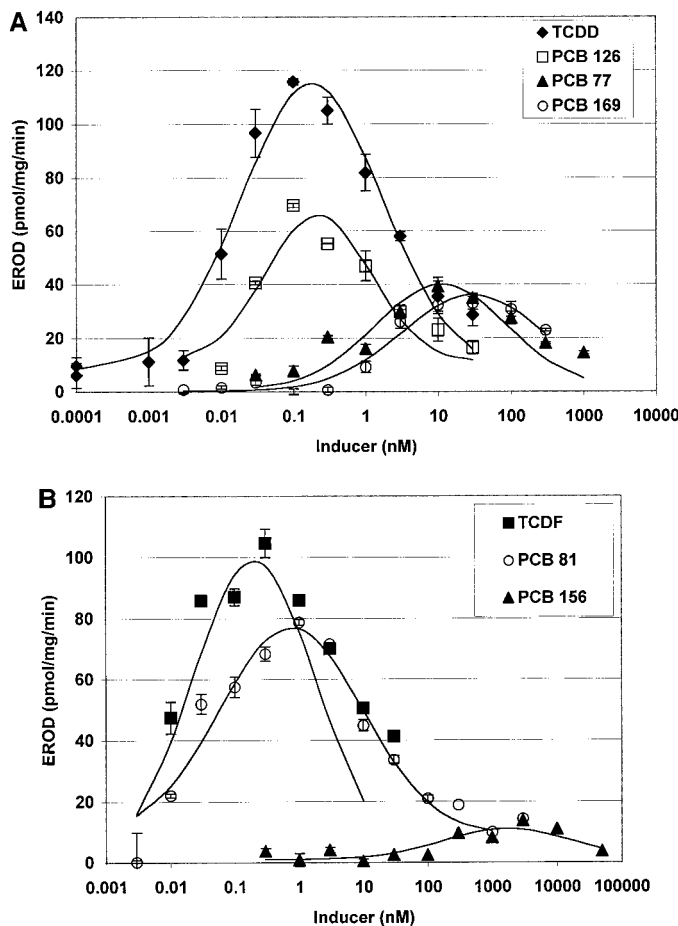 A
140
120
100
80
60
40
20
0
EROD (pmol/mg/min)
TCDD
PCB 126
PCB 77
PCB 169
0.0001 0.001 0.01 0.1 1 10 100 1000 10000
Inducer (nM)
B
120
100
80
60
40
20
0
EROD (pmol/mg/min)
TCDF
PCB 81
PCB 156
0.001 0.01 0.1 1 10 100 1000 10000 100000
Inducer (nM)